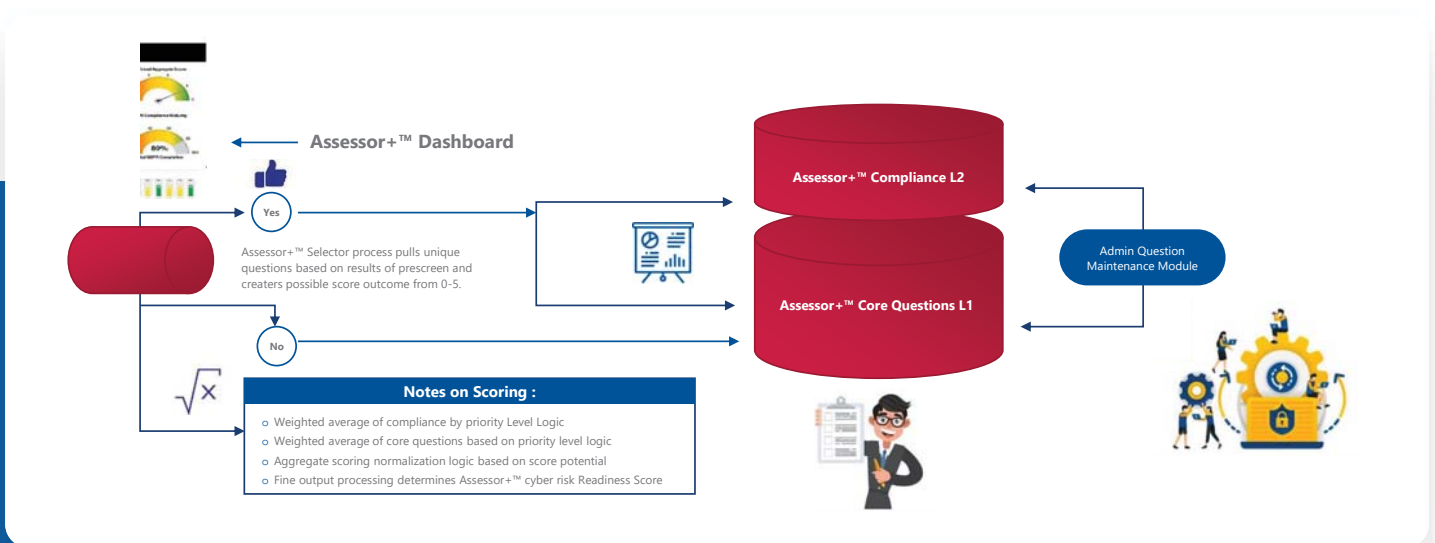 Assessor+™ Dashboard
89%
Yes
Assessor+™ Selector process pulls unique
questions based on results of prescreen and
creaters possible score outcome from 0-5.
No
Assessor+™ Compliance L2
Assessor+™ Core Questions L1
Admin Question
Maintenance Module
√x
Notes on Scoring :
o Weighted average of compliance by priority Level Logic
o Weighted average of core questions based on priority level logic
o Aggregate scoring normalization logic based on score potential
o Fine output processing determines Assessor+™ cyber risk Readiness Score